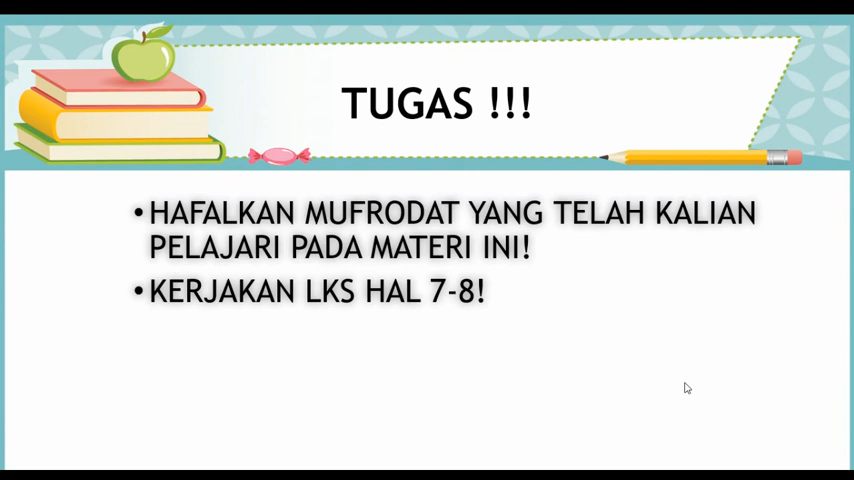 TUGAS !!!
• HAFALKAN MUFRODAT YANG TELAH KALIAN
PELAJARI PADA MATERI INI!
• KERJAKAN LKS HAL 7-8!